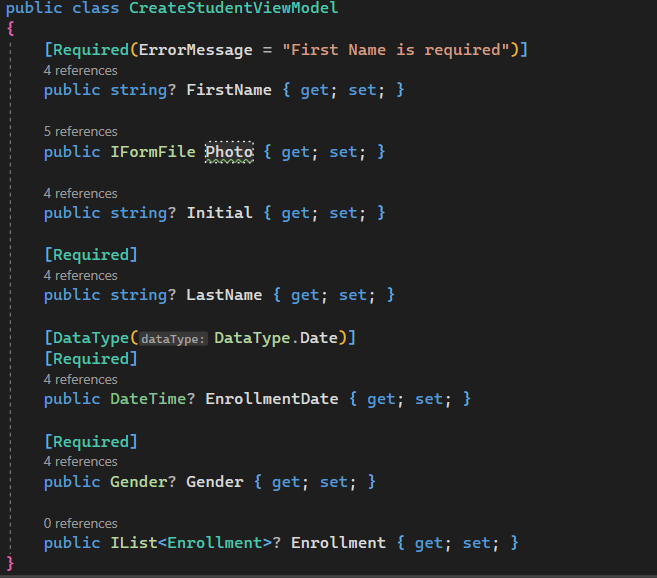 public class CreateStudentViewModel
{
[Required(ErrorMessage = "First Name is required")]
4 references
public string? FirstName { get; set; }
5 references
public IFormFile Photo { get; set; }
4 references
public string? Initial { get; set; }
[Required]
4 references
public string? LastName { get; set; }
[DataType(dataType: DataType.Date)]
[Required]
4 references
public DateTime? EnrollmentDate { get; set; }
[Required]
4 references
public Gender? Gender { get; set; }
0 references
public IList<Enrollment>? Enrollment { get; set; }
}